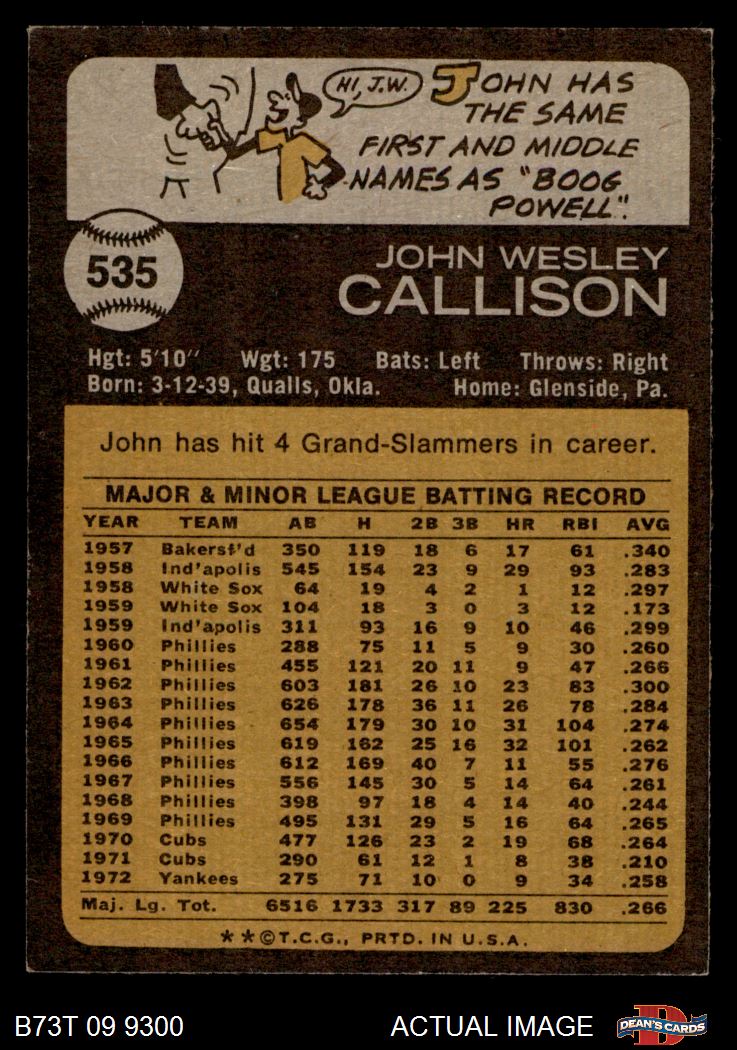 HI, J.W.
JOHN HAS
THE SAME
FIRST AND MIDDLE
NAMES AS "BOOG
POWELL".
535
JOHN WESLEY
CALLISON
Hgt: 5'10" Wgt: 175 Bats: Left Throws: Right
Born: 3-12-39, Qualls, Okla. Home: Glenside, Pa.
John has hit 4 Grand-Slammers in career.
MAJOR & MINOR LEAGUE BATTING RECORD
YEAR TEAM AB H 2B 3B HR RBI AVG
1957 Bakersf'd 350 119 18 6 17 61 .340
1958 Ind'apolis 545 154 23 9 29 93 .283
1958 White Sox 64 19 4 2 1 12 .297
1959 White Sox 104 18 3 0 3 12 .173
1959 Ind'apolis 311 93 16 9 10 46 .299
1960 Phillies 288 75 11 5 9 30 .260
1961 Phillies 455 121 20 11 9 47 .266
1962 Phillies 603 181 26 10 23 83 .300
1963 Phillies 626 178 36 11 26 78 .284
1964 Phillies 654 179 30 10 31 104 .274
1965 Phillies 619 162 25 16 32 101 .262
1966 Phillies 612 169 40 7 11 55 .276
1967 Phillies 556 145 30 5 14 64 .261
1968 Phillies 398 97 18 4 14 40 .244
1969 Phillies 495 131 29 5 16 64 .265
1970 Cubs 477 126 23 2 19 68 .264
1971 Cubs 290 61 12 1 8 38 .210
1972 Yankees 275 71 10 0 9 34 .258
Maj. Lg. Tot. 6516 1733 317 89 225 830 .266
★★©T.C.G., PRTD. IN U.S.A.
B73T 09 9300 ACTUAL IMAGE D DEAN'S CARDS